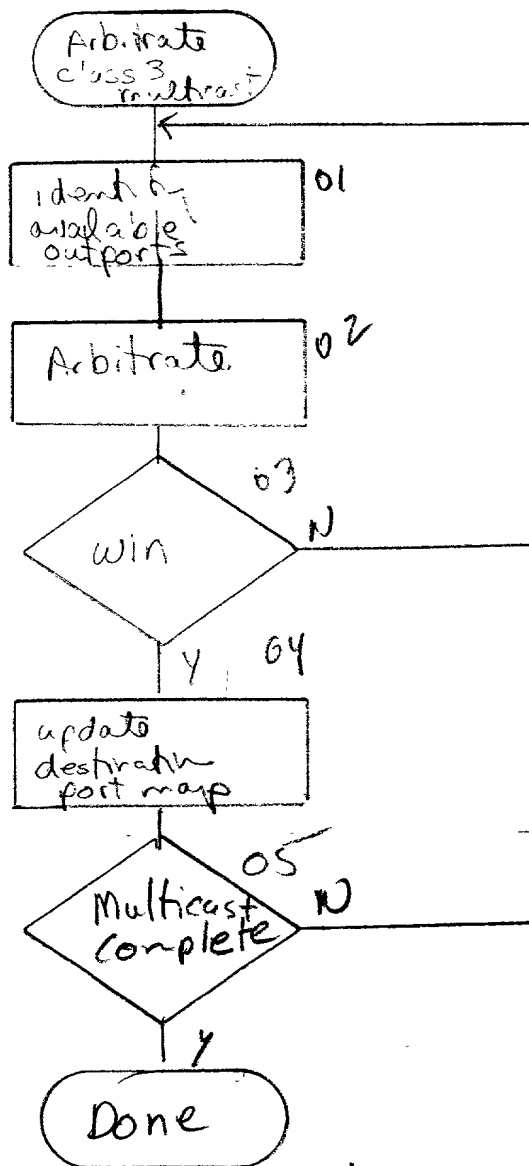 Arbitrate
class 3
multicast
identify
available
outports
01
Arbitrate
02
03
win
N
Y
04
update
destination
port map
05
Multicast
complete
N
Y
Done